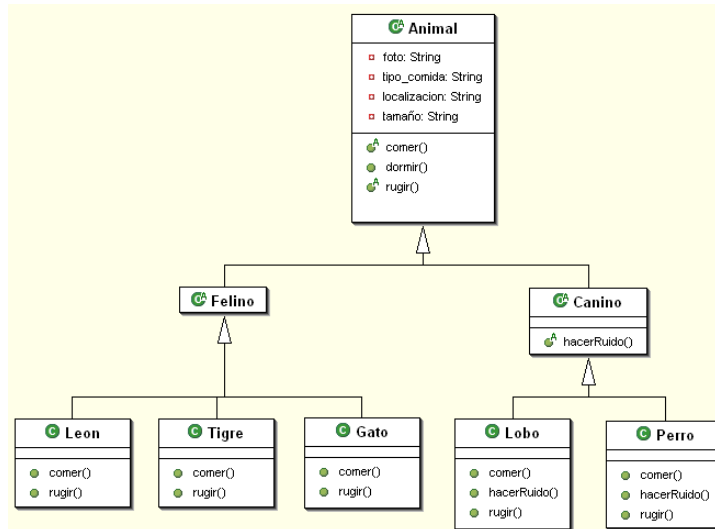 Animal
foto: String
tipo_comida: String
localizacion: String
tamaño: String
comer()
dormir()
rugir()
Felino
Canino
hacerRuido()
Leon
comer()
rugir()
Tigre
comer()
rugir()
Gato
comer()
rugir()
Lobo
comer()
hacerRuido()
rugir()
Perro
comer()
hacerRuido()
rugir()